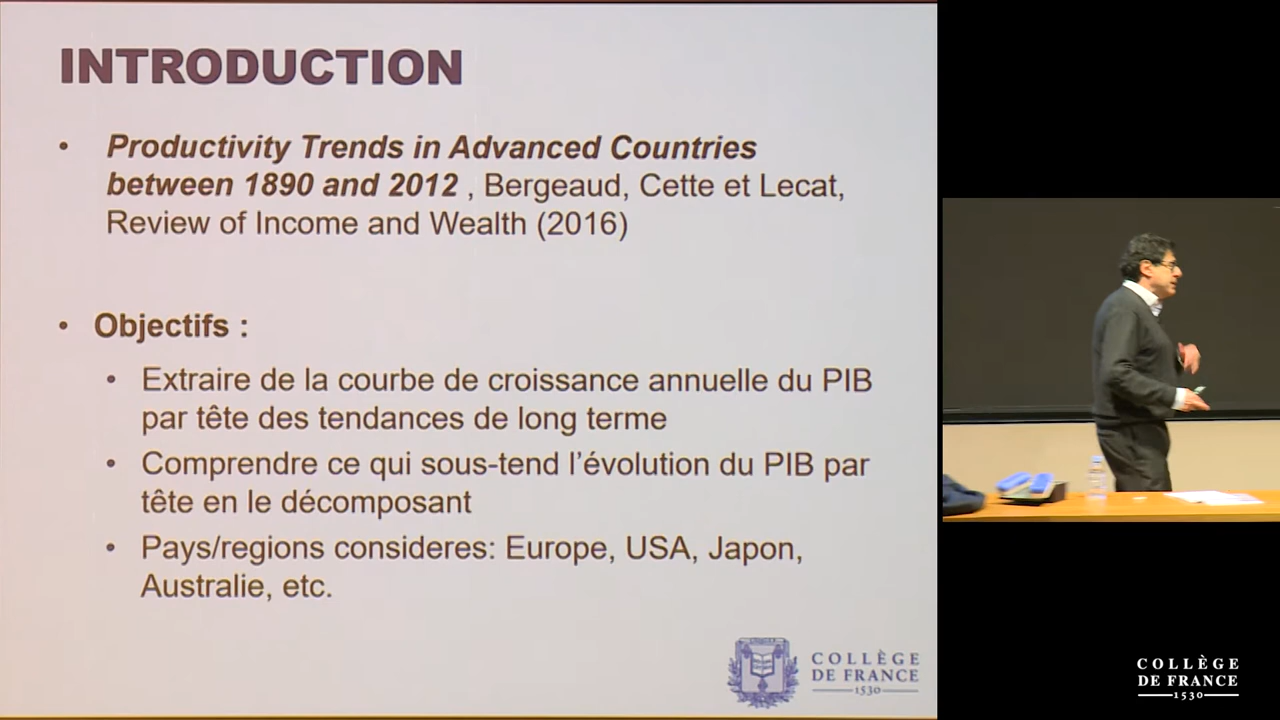 INTRODUCTION
• Productivity Trends in Advanced Countries
between 1890 and 2012 , Bergeaud, Cette et Lecat,
Review of Income and Wealth (2016)
• Objectifs :
• Extraire de la courbe de croissance annuelle du PIB
par tête des tendances de long terme
• Comprendre ce qui sous-tend l'évolution du PIB par
tête en le décomposant
• Pays/regions consideres: Europe, USA, Japon,
Australie, etc.
COLLÈGE
DE FRANCE
1530
COLLÈGE
DE FRANCE
1530